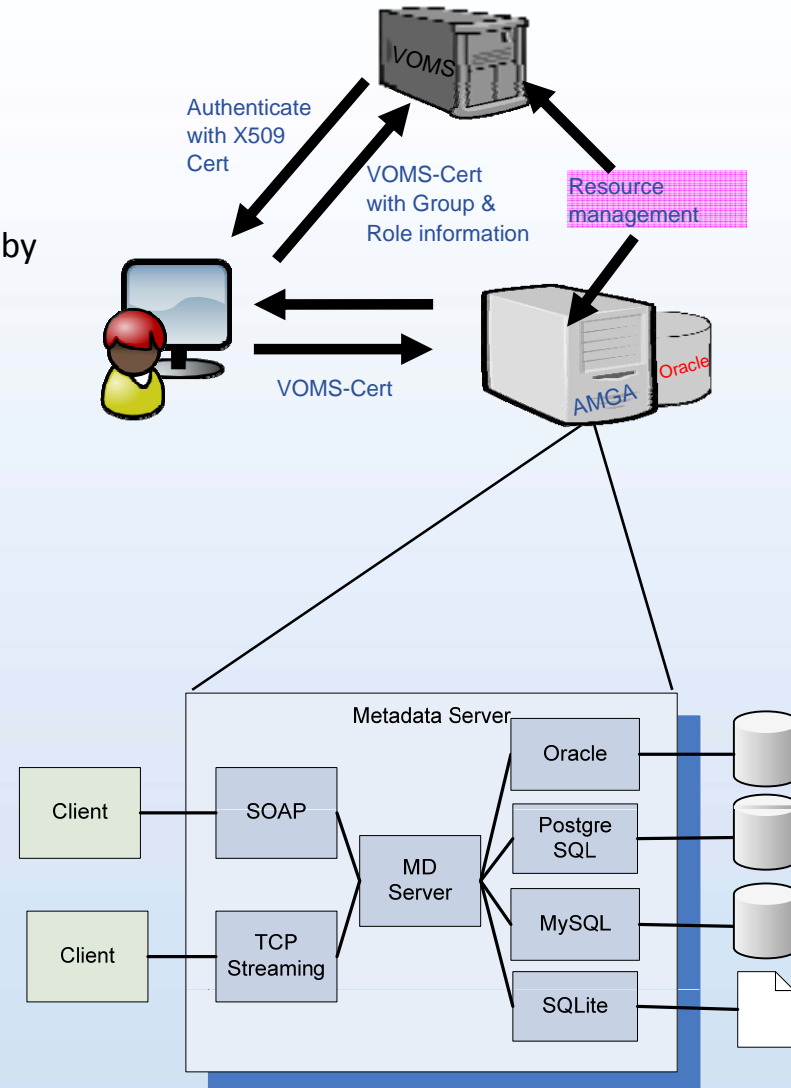 VOMS
Authenticate
with X509
Cert
VOMS-Cert
with Group &
Role information
Resource
management
by
VOMS-Cert
AMGA
Oracle
Metadata Server
Client
SOAP
Oracle
Postgre
SQL
MD
Server
MySQL
Client
TCP
Streaming
SQLite